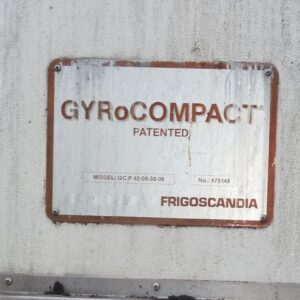 GYRoCOMPACT
PATENTED
MODEL: GC P 42-06-38-09 No.: 470148
FRIGOSCANDIA